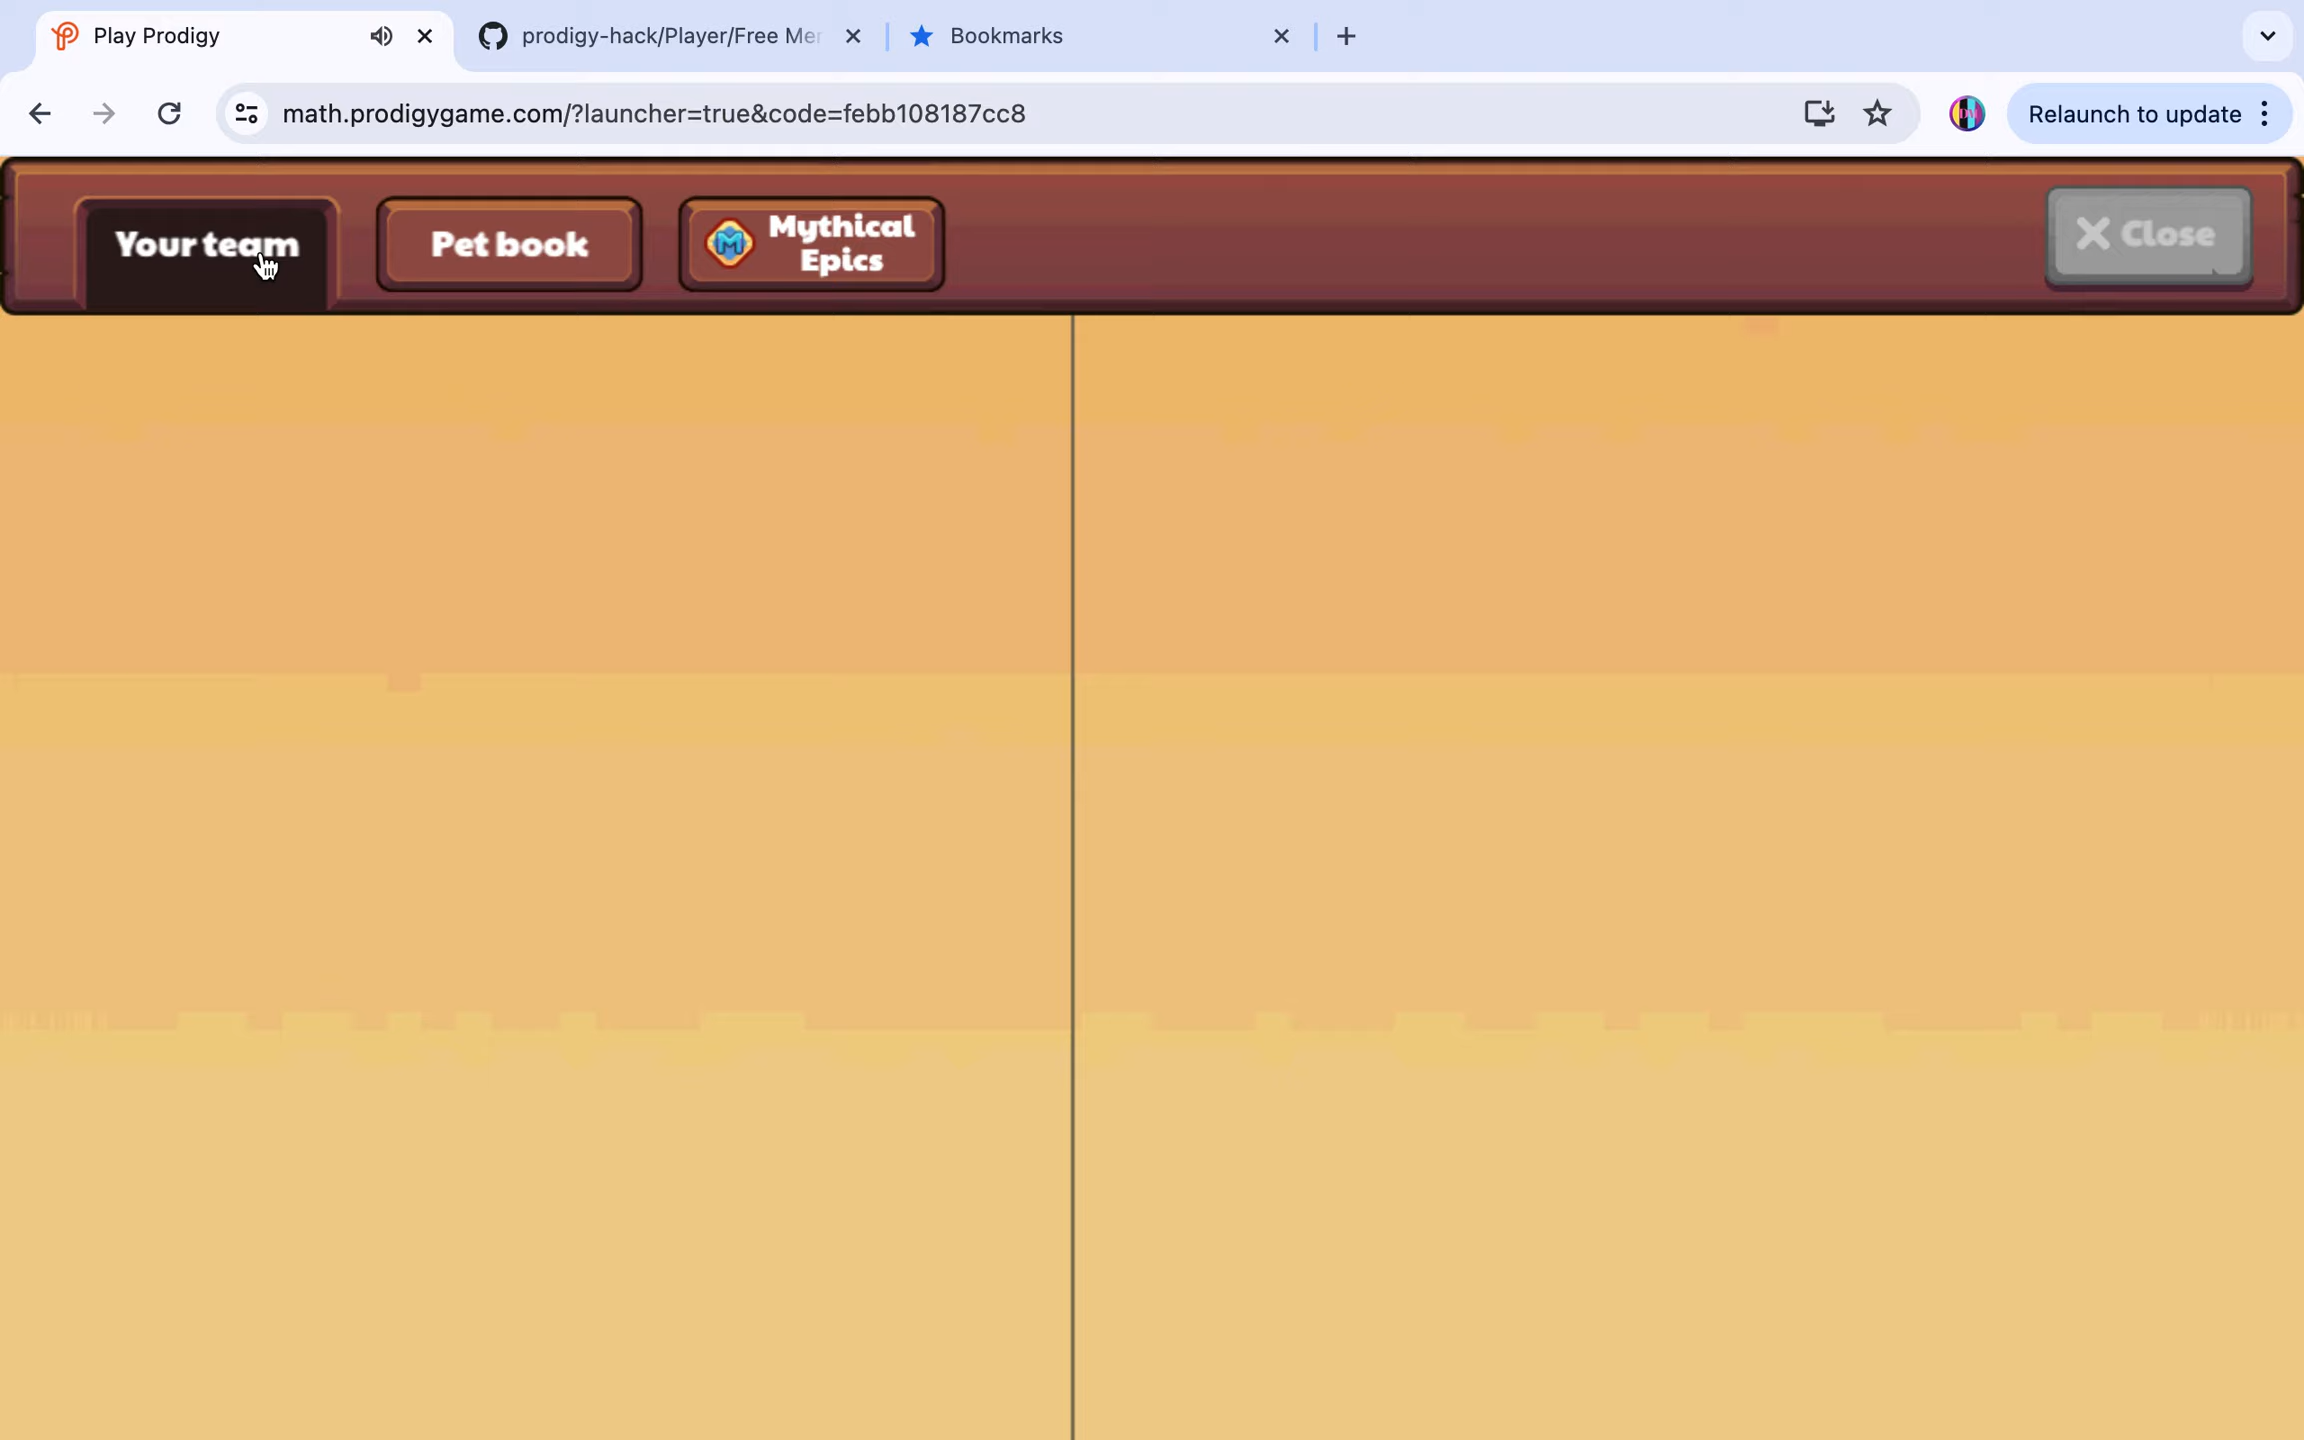 Play Prodigy
prodigy-hack/Player/Free Mer
Bookmarks
math.prodigygame.com/?launcher=true&code=febb108187cc8
Relaunch to update
Your team
Pet book
M
Mythical
Epics
Close